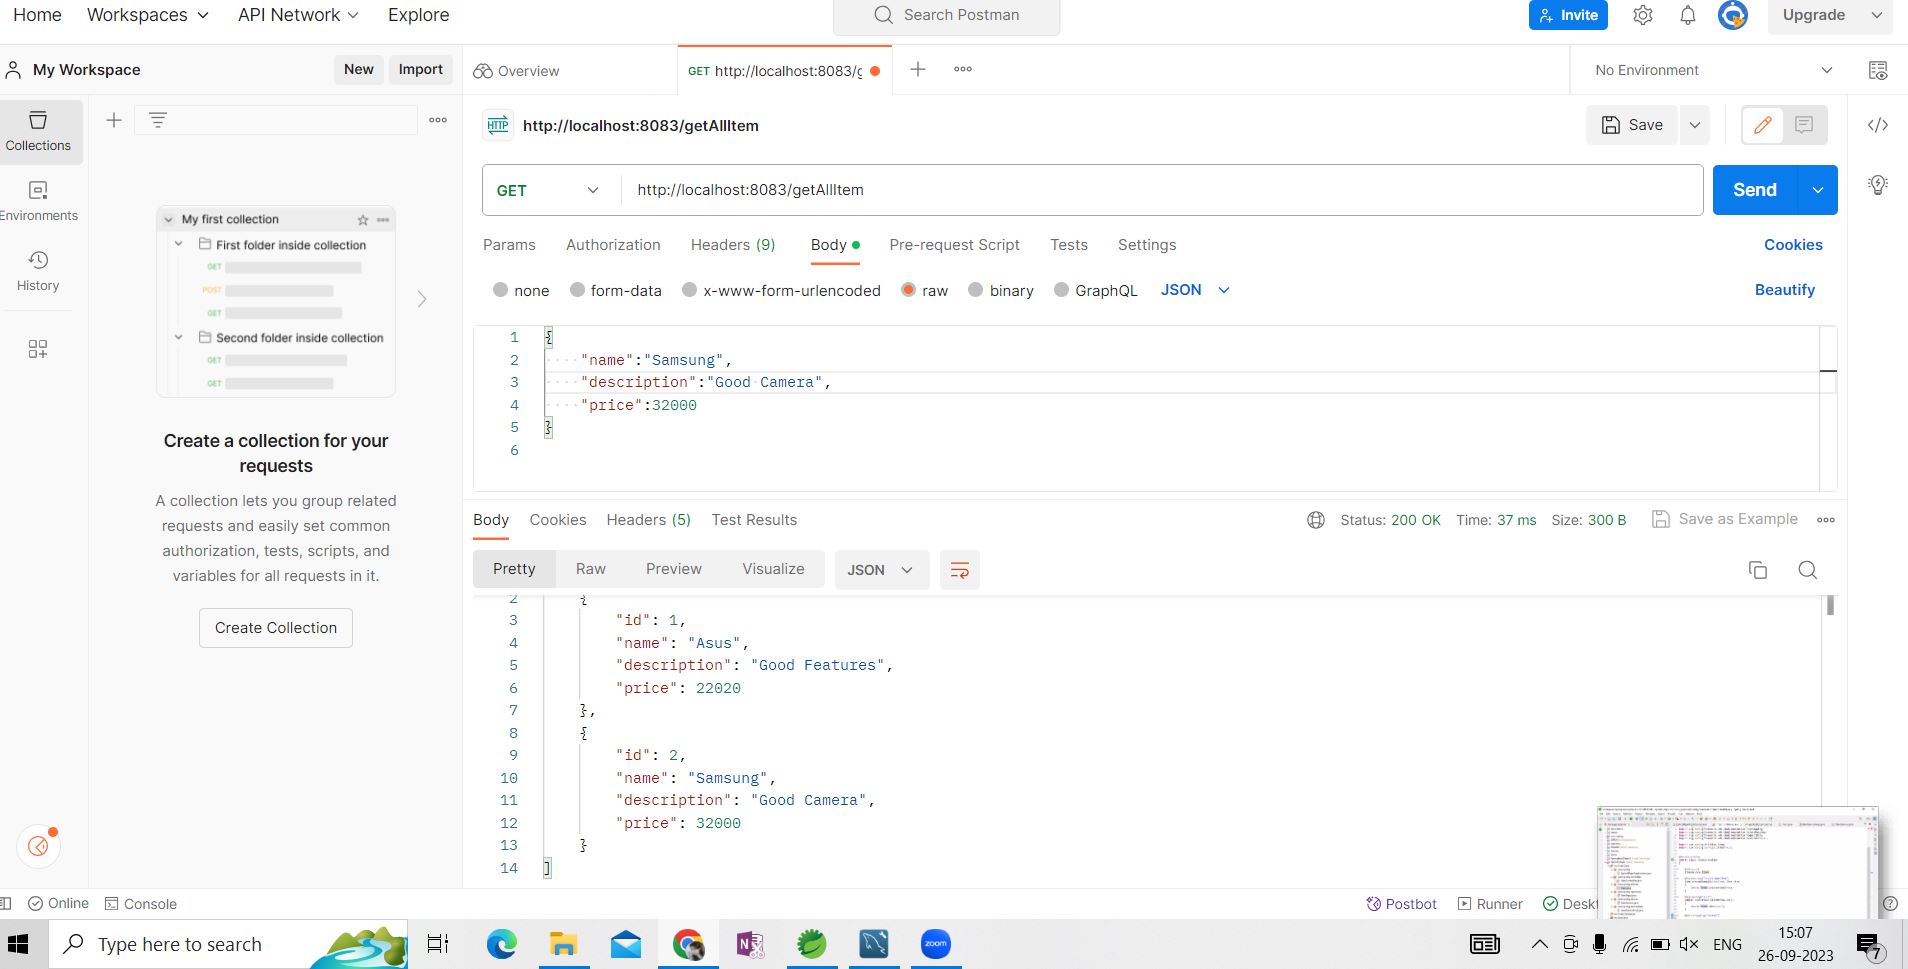 Home Workspaces API Network Explore Search Postman Invite Upgrade
My Workspace New Import Overview GET http://localhost:8083/g No Environment
Collections
Environments
History
My first collection
First folder inside collection
GET
POST
GET
Second folder inside collection
GET
GET
Create a collection for your
requests
A collection lets you group related
requests and easily set common
authorization, tests, scripts, and
variables for all requests in it.
Create Collection
HTTP http://localhost:8083/getAllItem Save
GET http://localhost:8083/getAllItem Send
Params Authorization Headers (9) Body Pre-request Script Tests Settings Cookies
none form-data x-www-form-urlencoded raw binary GraphQL JSON Beautify
1 {
2 ····"name":"Samsung",
3 ····"description":"Good·Camera",
4 ····"price":32000
5 }
6
Body Cookies Headers (5) Test Results Status: 200 OK Time: 37 ms Size: 300 B Save as Example
Pretty Raw Preview Visualize JSON
2 {
3 "id": 1,
4 "name": "Asus",
5 "description": "Good Features",
6 "price": 22020
7 },
8 {
9 "id": 2,
10 "name": "Samsung",
11 "description": "Good Camera",
12 "price": 32000
13 }
14 ]
Online Console Postbot Runner Deskt
Type here to search zoom ENG 15:07
26-09-2023 7